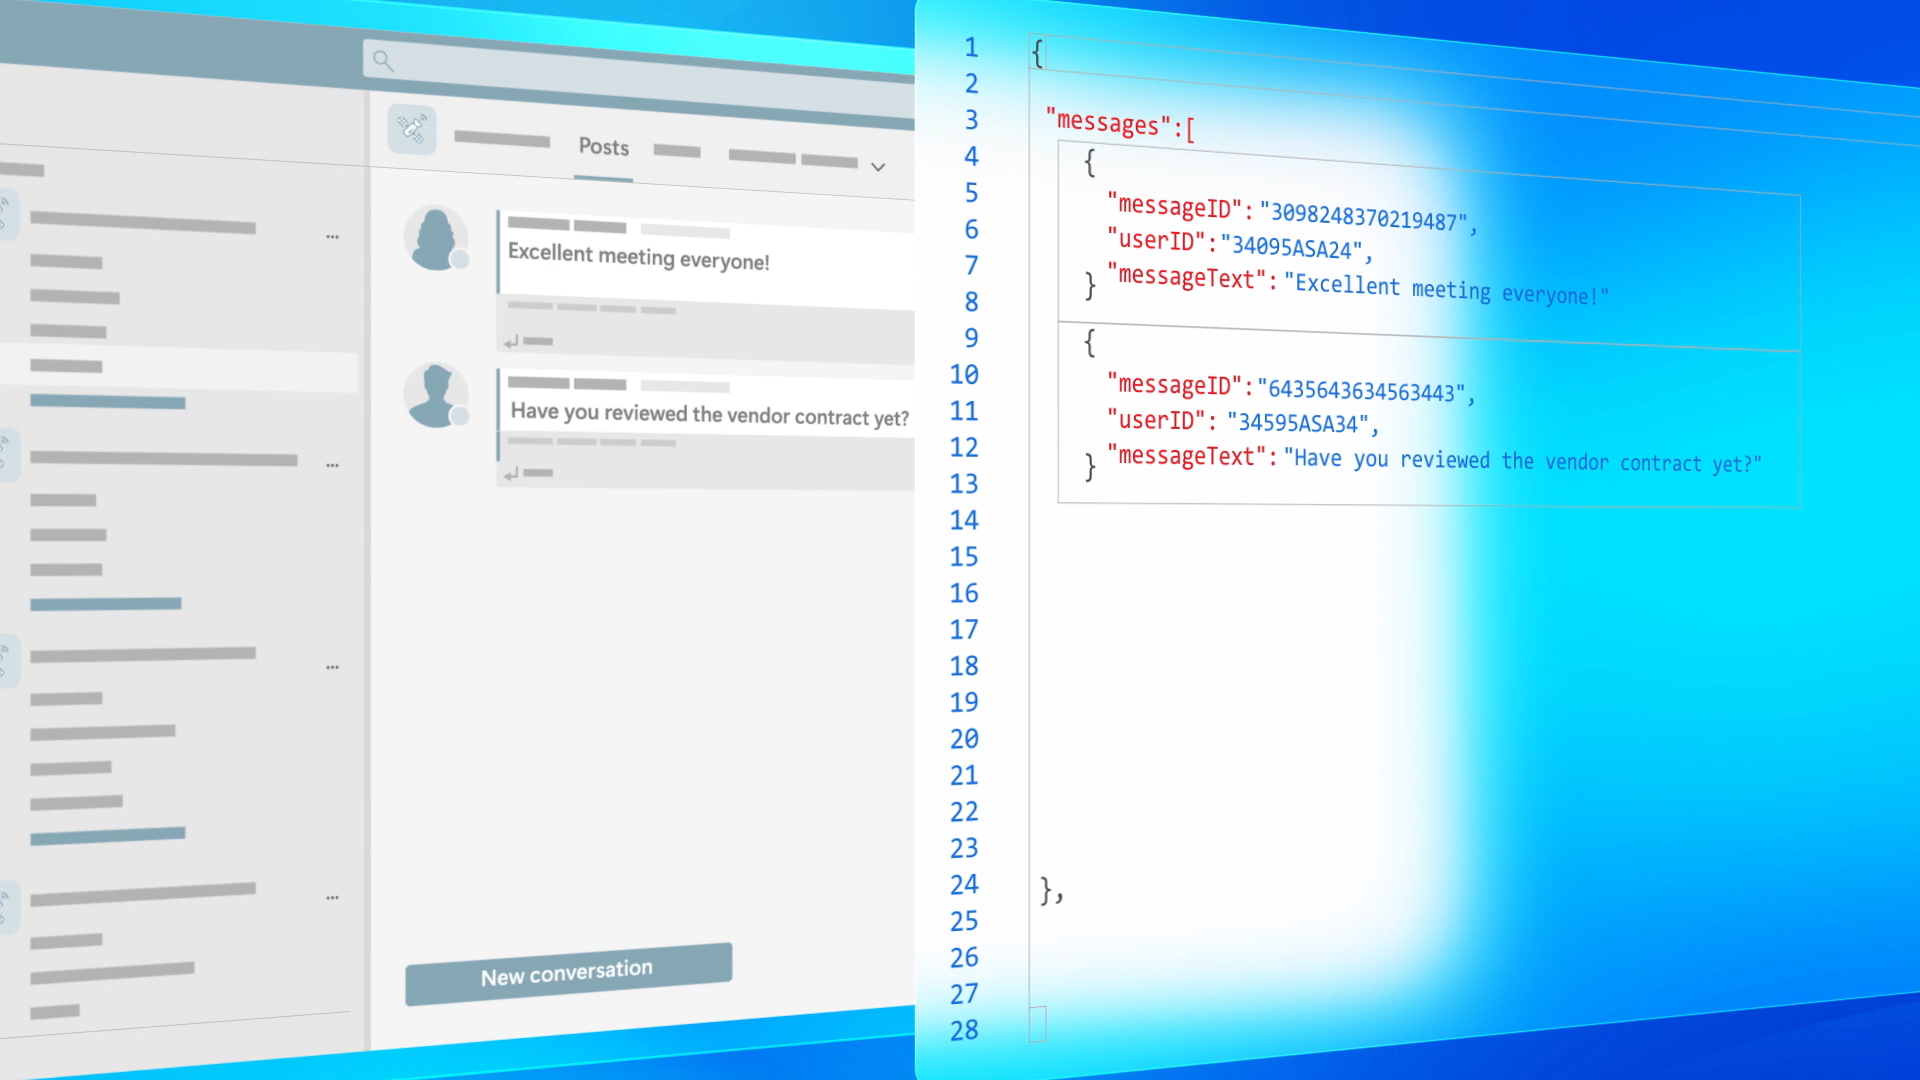 Posts
Excellent meeting everyone!
Have you reviewed the vendor contract yet?
New conversation
1 {
2
3 "messages":[
4 {
5 "messageID":"3098248370219487",
6 "userID":"34095ASA24",
7 "messageText":"Excellent meeting everyone!"
8 }
9 {
10 "messageID":"6435643634563443",
11 "userID": "34595ASA34",
12 "messageText":"Have you reviewed the vendor contract yet?"
13 }
14
15
16
17
18
19
20
21
22
23
24 },
25
26
27
28